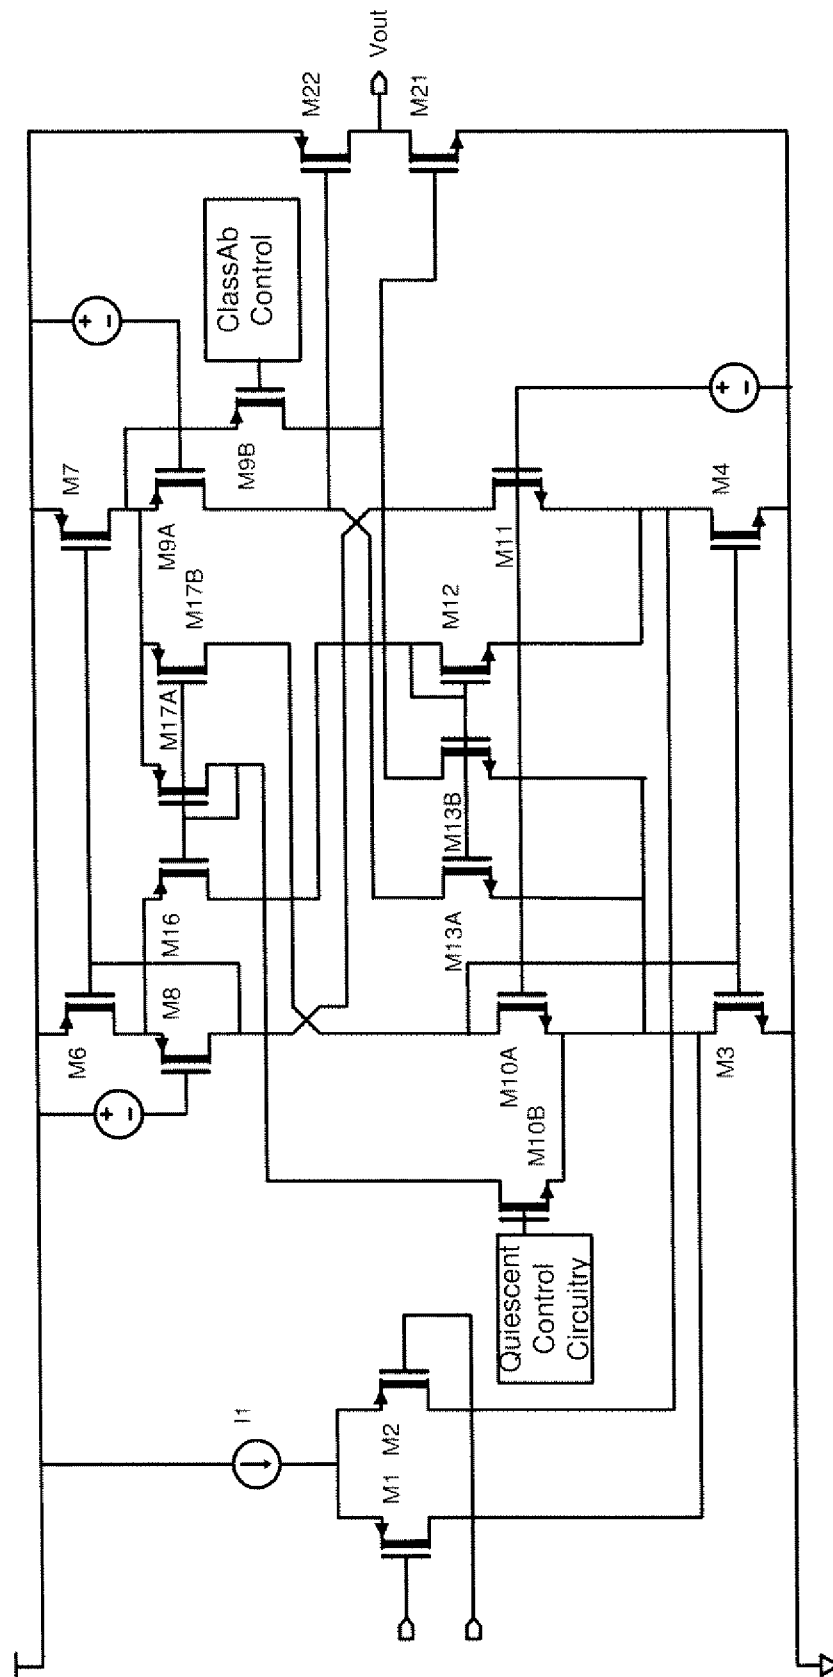 I1
M1
M2
Quiescent
Control
Circuitry
M10B
M10A
M3
M6
M8
M16
M17A
M17B
M9A
M7
M9B
ClassAb
Control
M13A
M13B
M12
M11
M4
M22
M21
Vout